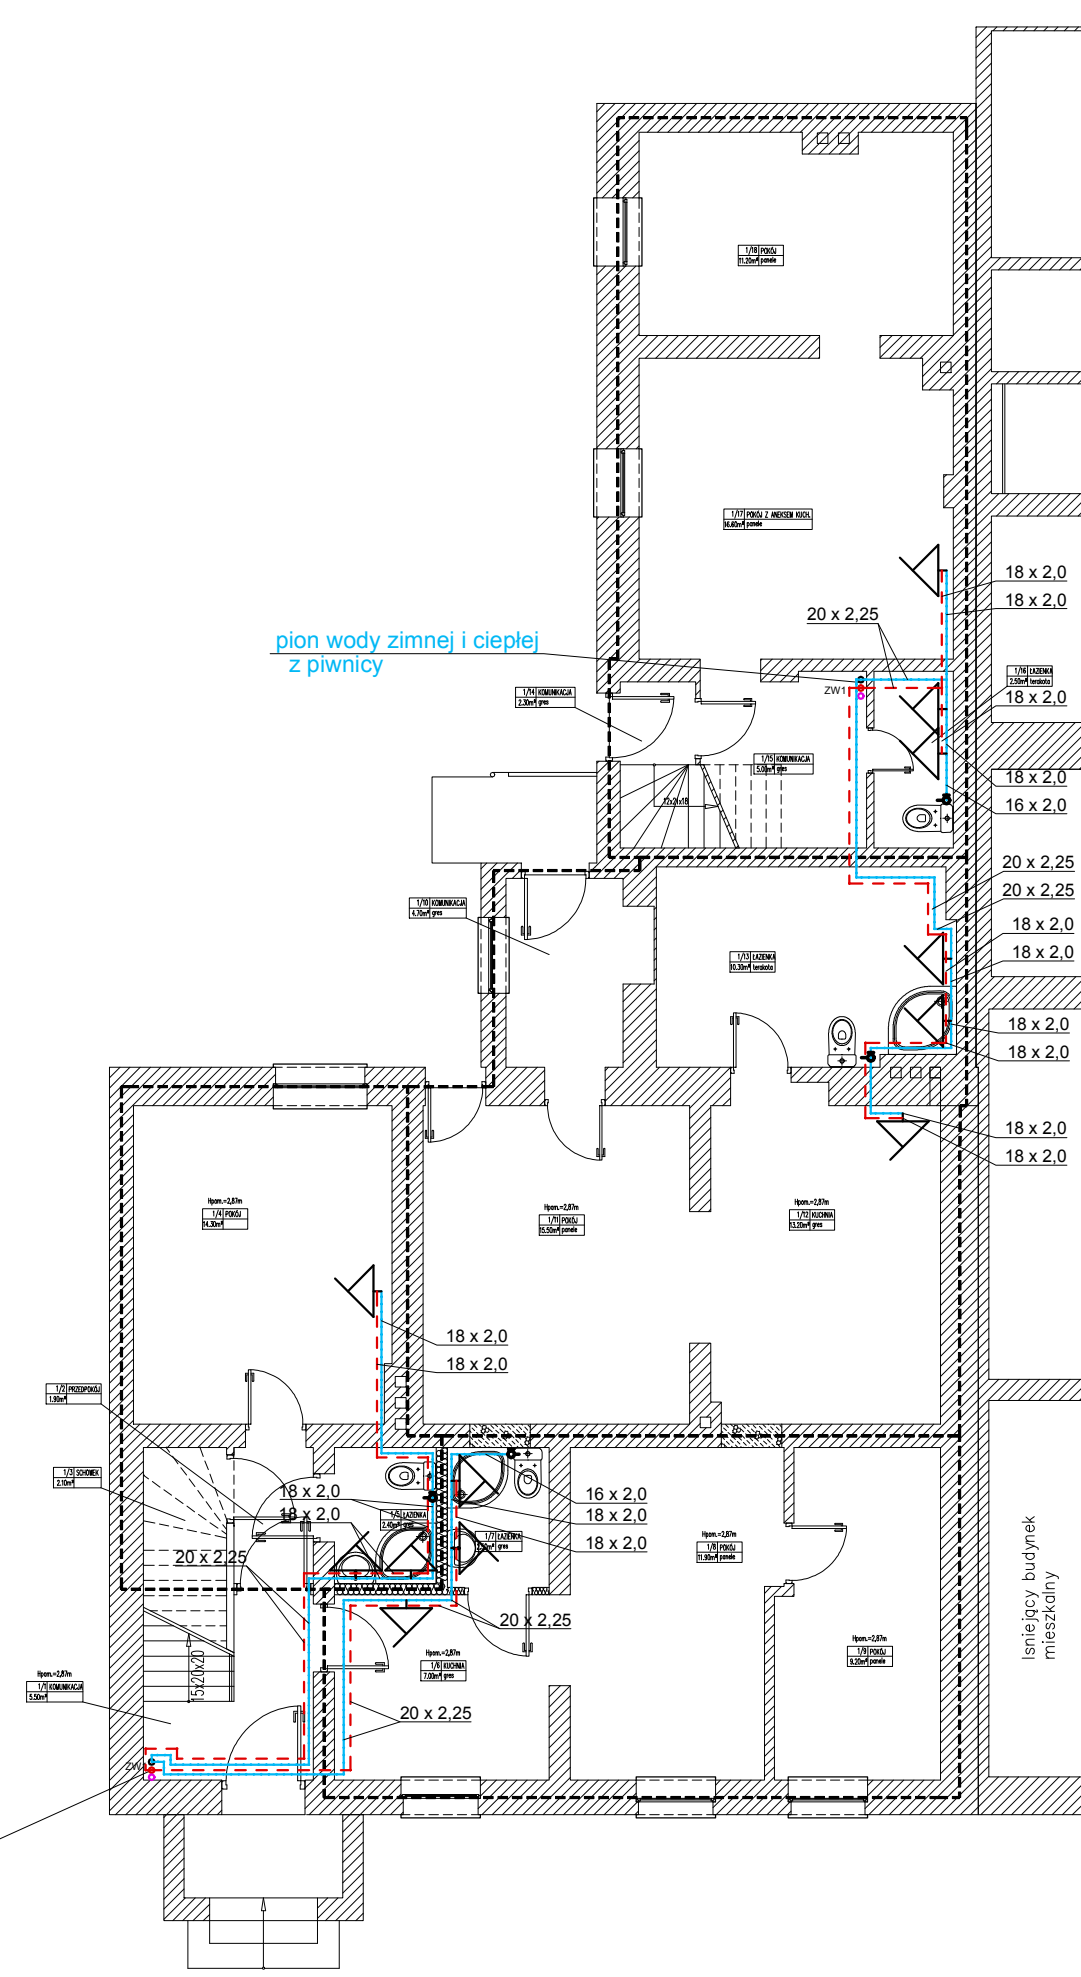 1/18 POKÓJ
11.20m² panele
1/17 POKÓJ Z ANEKSEM KUCH.
16.60m² panele
18 x 2,0
18 x 2,0
20 x 2,25
pion wody zimnej i ciepłej
z piwnicy
1/16 ŁAZIENKA
2.50m² terakota
ZW1
1/14 KOMUNIKACJA
2.30m² gres
18 x 2,0
1/15 KOMUNIKACJA
5.00m² gres
18 x 2,0
12x21x18
16 x 2,0
20 x 2,25
20 x 2,25
1/10 KOMUNIKACJA
4.70m² gres
18 x 2,0
18 x 2,0
1/13 ŁAZIENKA
10.30m² terakota
18 x 2,0
18 x 2,0
18 x 2,0
18 x 2,0
Hpom.=2,87m
1/4 POKÓJ
14.30m²
1/11 POKÓJ
15.50m² panele
Hpom.=2,87m
Hpom.=2,87m
1/12 KUCHNIA
13.20m² gres
18 x 2,0
18 x 2,0
1/2 PRZEDPOKÓJ
1.90m²
1/3 SCHOWEK
2.10m²
18 x 2,0
16 x 2,0
18 x 2,0
1/5 ŁAZIENKA
2.40m² gres
18 x 2,0
18 x 2,0
1/7 ŁAZIENKA
gres
Hpom.=2,87m
1/8 POKÓJ
11.90m² panele
20 x 2,25
20 x 2,25
Hpom.=2,87m
1/9 POKÓJ
9.20m² panele
Hpom.=2,87m
1/6 KUCHNIA
7.00m² gres
Hpom.=2,87m
1/1 KOMUNIKACJA
5.50m²
15x20x20
20 x 2,25
ZW
Isniejący budynek
mieszkalny